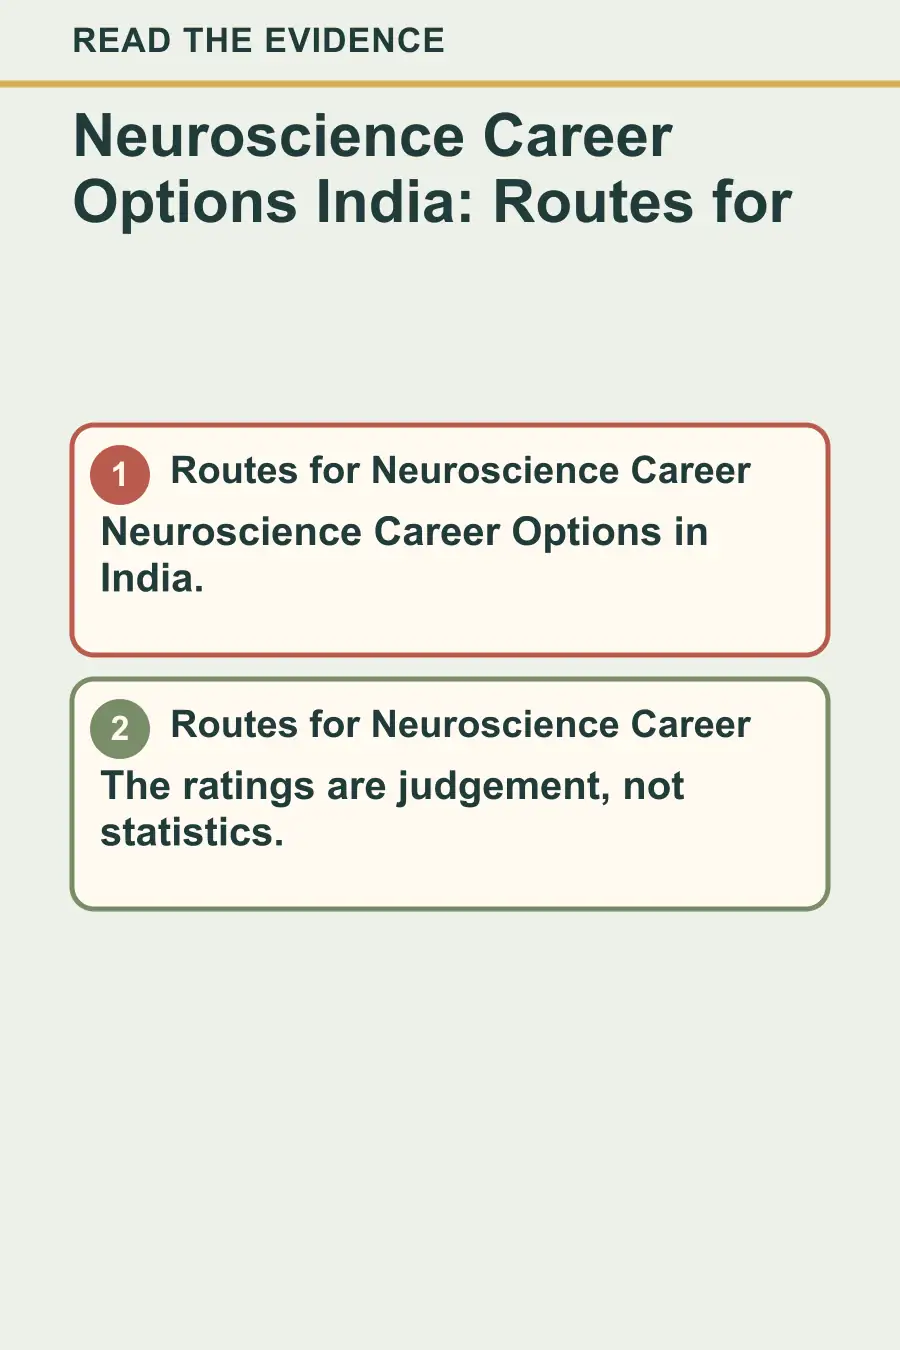 READ THE EVIDENCE
Neuroscience Career
Options India: Routes for
1 Routes for Neuroscience Career
Neuroscience Career Options in
India.
2 Routes for Neuroscience Career
The ratings are judgement, not
statistics.